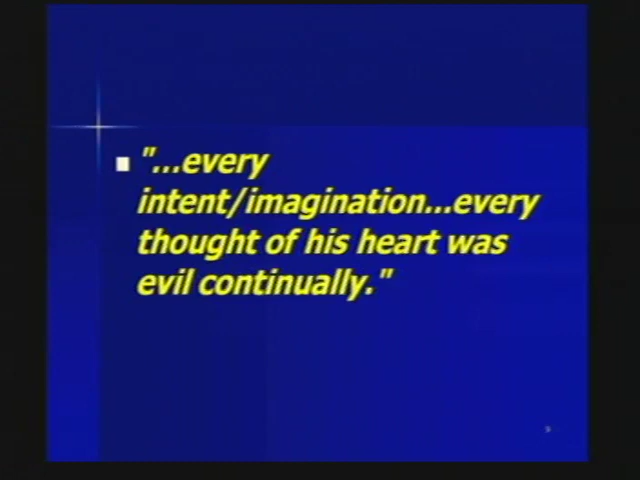 "...every
intent/imagination...every
thought of his heart was
evil continually."